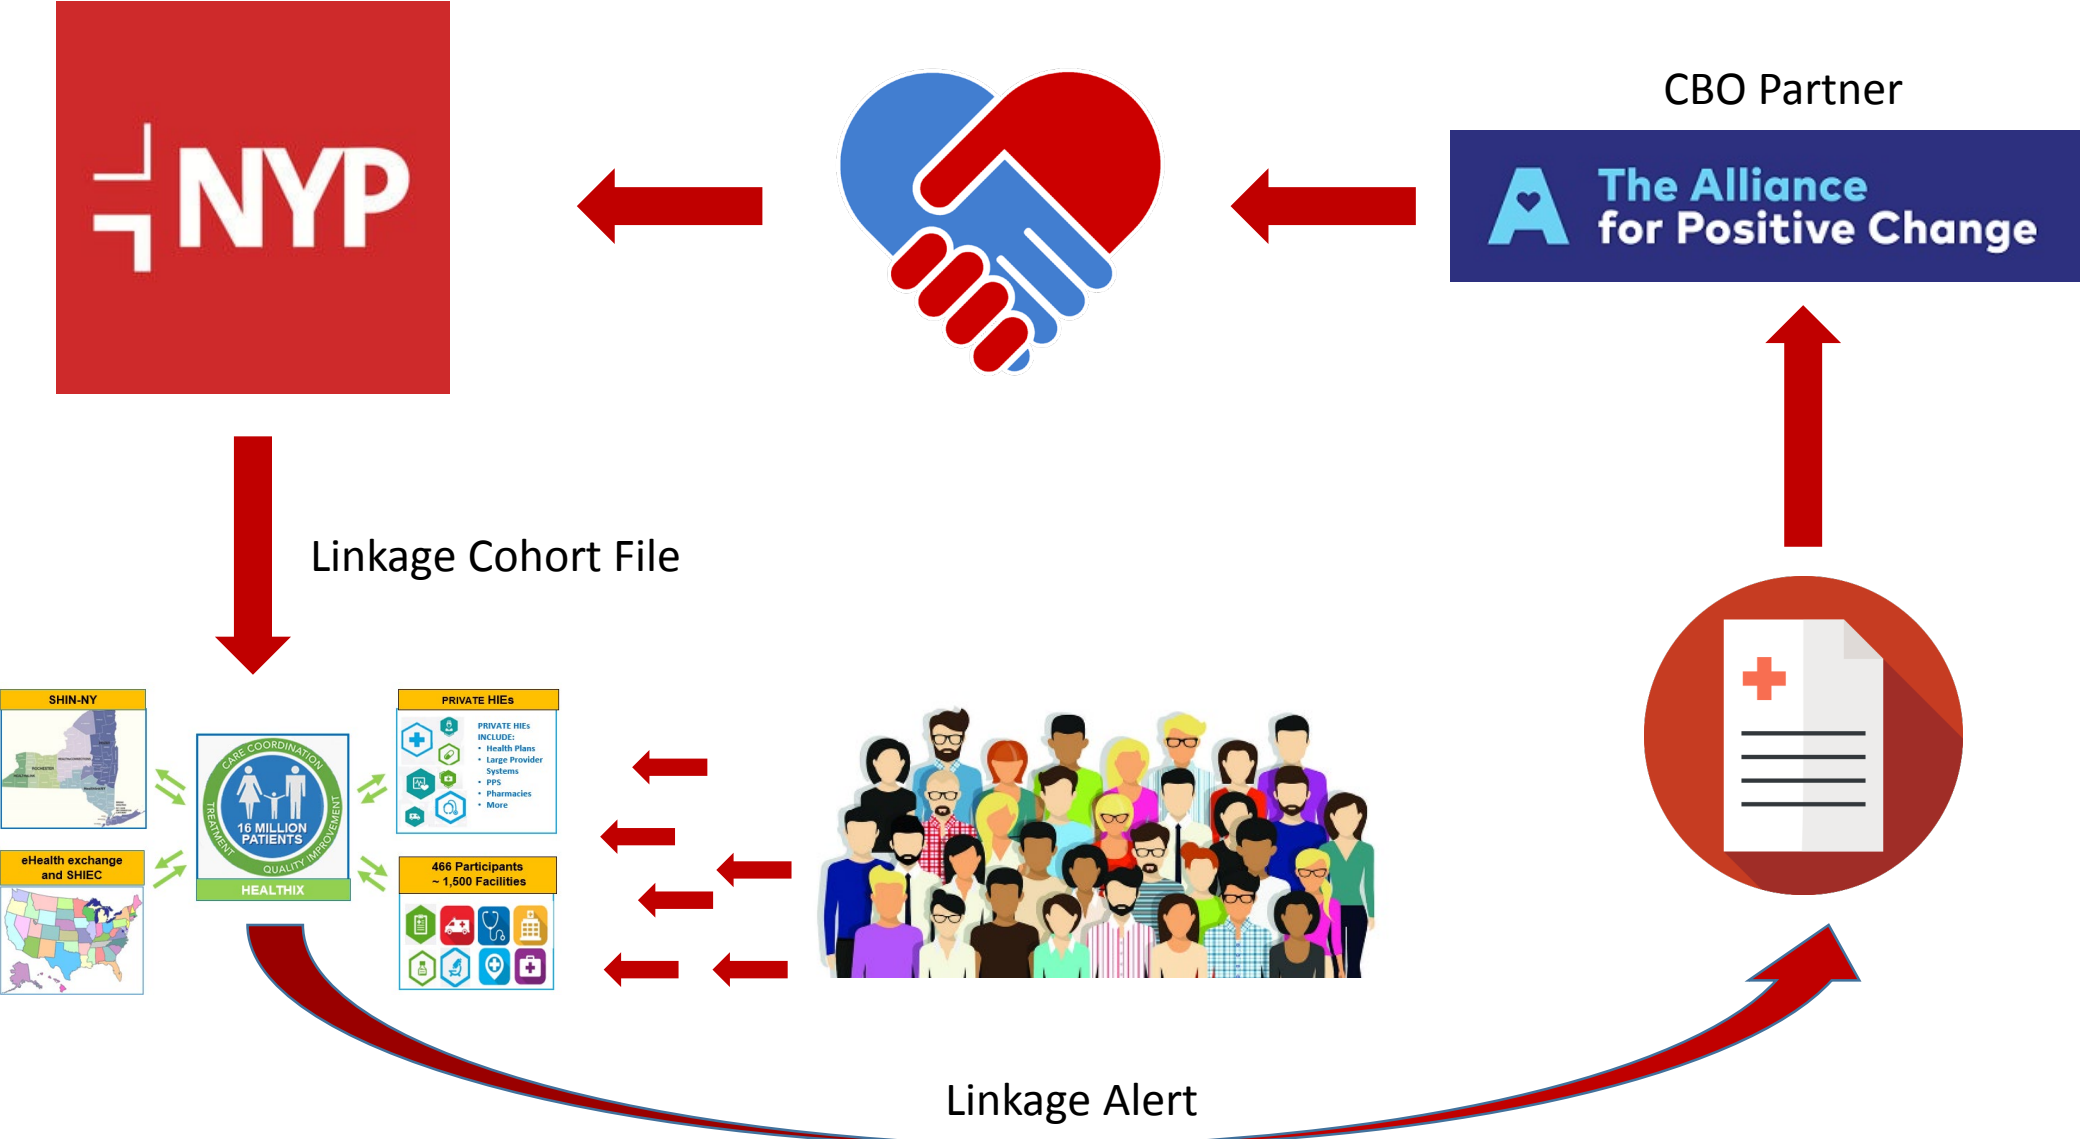 NYP
CBO Partner
The Alliance
for Positive Change
Linkage Cohort File
SHIN-NY
eHealth exchange
and SHIEC
CARE COORDINATION
TREATMENT
QUALITY IMPROVEMENT
16 MILLION
PATIENTS
HEALTHIX
PRIVATE HIEs
PRIVATE HIEs
INCLUDE:
• Health Plans
• Large Provider
Systems
• PPS
• Pharmacies
• More
466 Participants
~ 1,500 Facilities
Linkage Alert